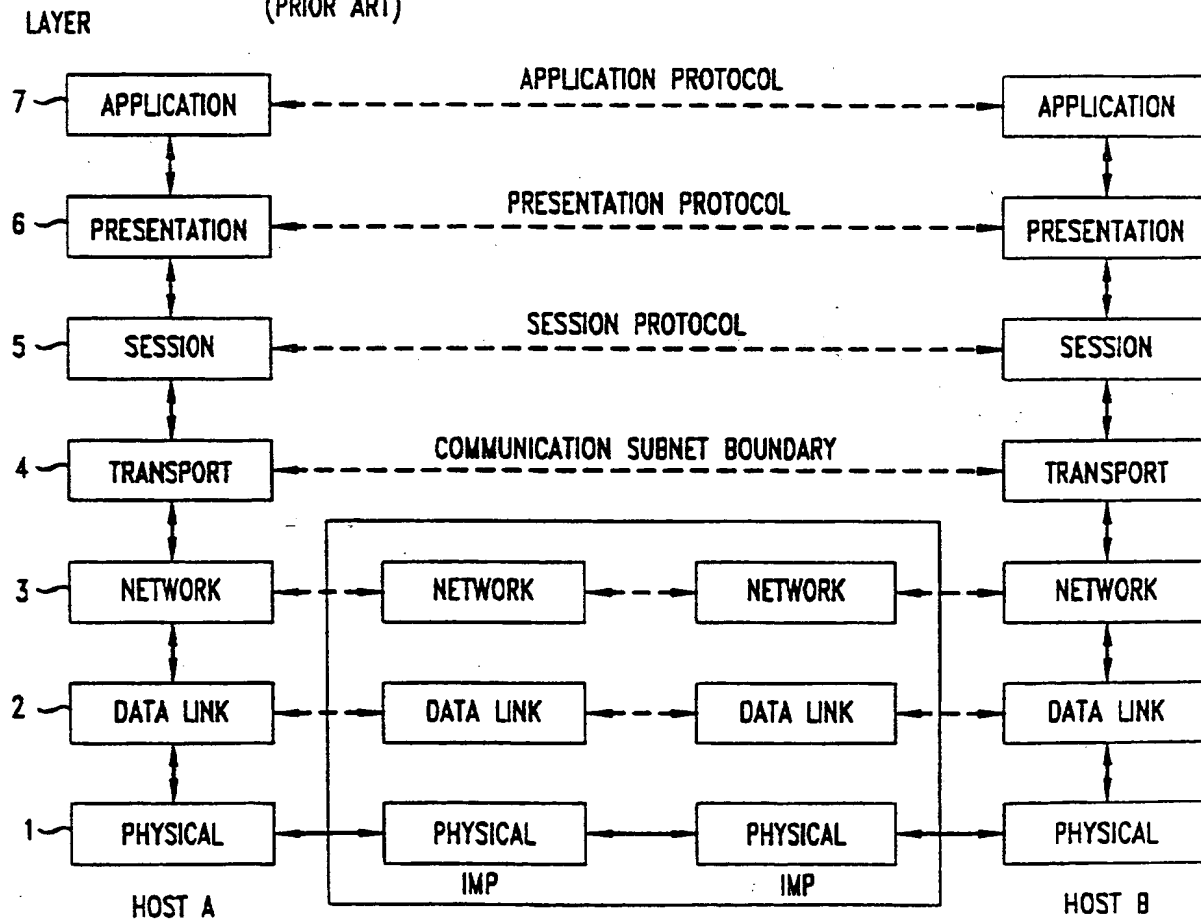 (PRIOR ART)
LAYER
7 APPLICATION APPLICATION PROTOCOL APPLICATION
6 PRESENTATION PRESENTATION PROTOCOL PRESENTATION
5 SESSION SESSION PROTOCOL SESSION
4 TRANSPORT COMMUNICATION SUBNET BOUNDARY TRANSPORT
3 NETWORK NETWORK NETWORK NETWORK
2 DATA LINK DATA LINK DATA LINK DATA LINK
1 PHYSICAL PHYSICAL PHYSICAL PHYSICAL
IMP IMP
HOST A HOST B